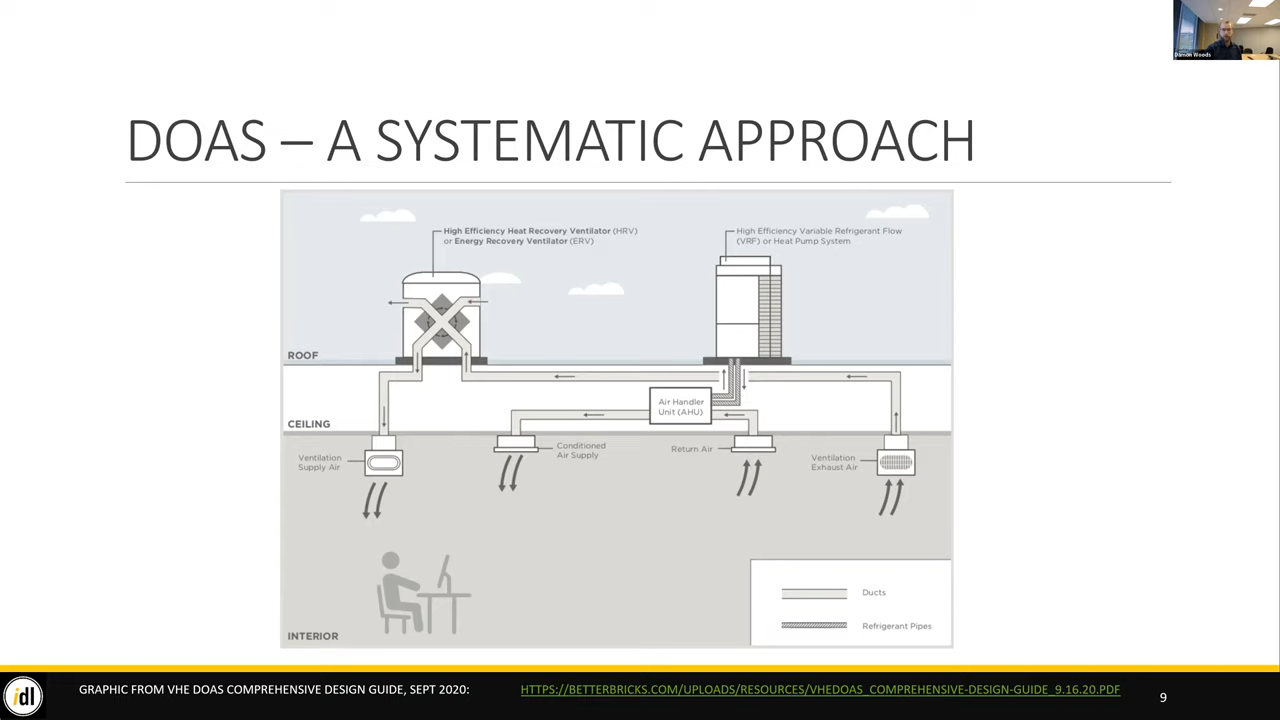 Damon Woods
DOAS – A SYSTEMATIC APPROACH
High Efficiency Heat Recovery Ventilator (HRV)
or Energy Recovery Ventilator (ERV)
High Efficiency Variable Refrigerant Flow
(VRF) or Heat Pump System
ROOF
Air Handler
Unit (AHU)
CEILING
Ventilation
Supply Air
Conditioned
Air Supply
Return Air
Ventilation
Exhaust Air
Ducts
Refrigerant Pipes
INTERIOR
idl
GRAPHIC FROM VHE DOAS COMPREHENSIVE DESIGN GUIDE, SEPT 2020:
HTTPS://BETTERBRICKS.COM/UPLOADS/RESOURCES/VHEDOAS_COMPREHENSIVE-DESIGN-GUIDE_9.16.20.PDF
9